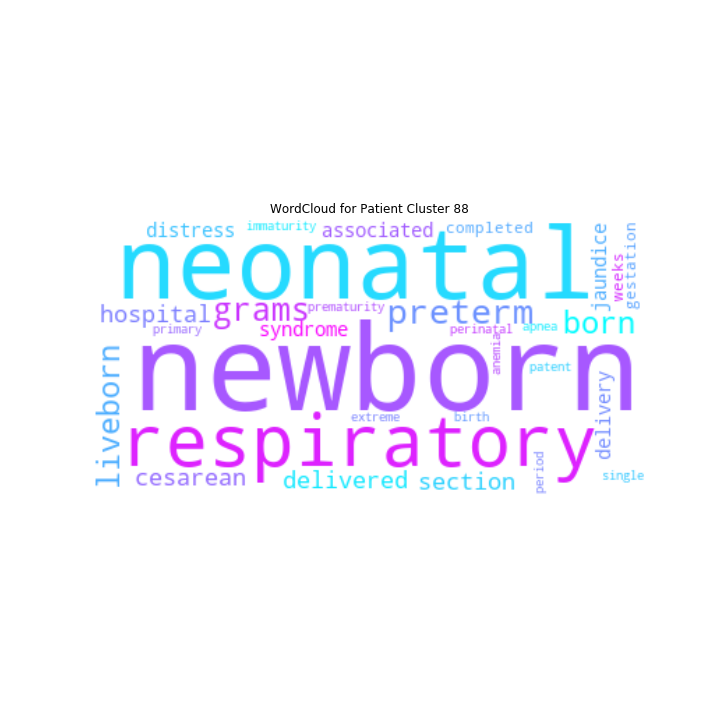 WordCloud for Patient Cluster 88
distress
immaturity
associated
completed
neonatal
jaundice
weeks
gestation
hospital
grams
prematurity
preterm
born
primary
syndrome
perinatal
apnea
newborn
anemia
patent
liveborn
extreme
birth
delivery
respiratory
cesarean
delivered
section
period
single